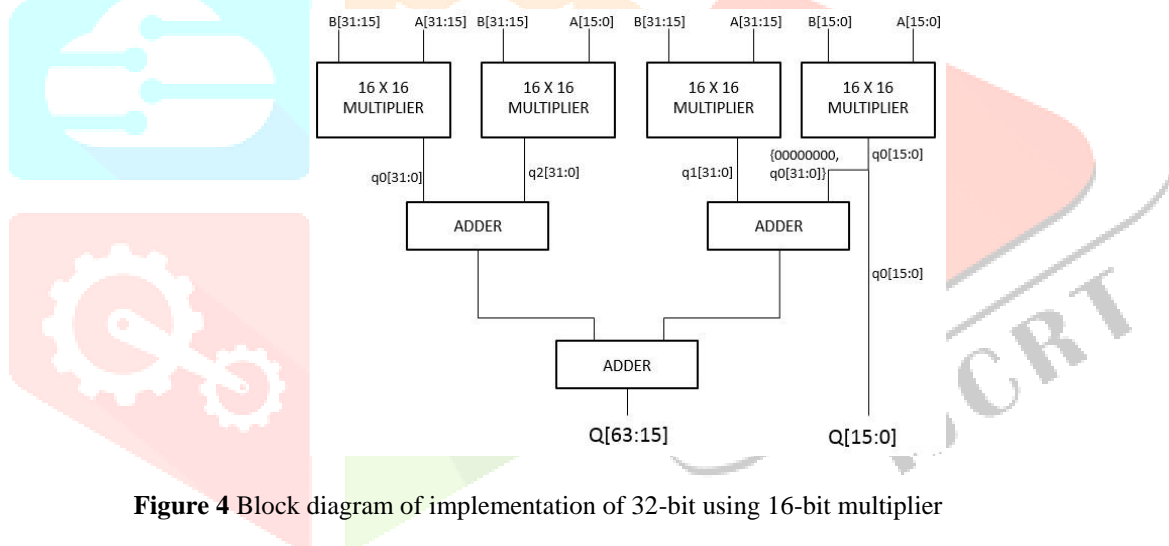 B[31:15] A[31:15] B[31:15] A[15:0] B[31:15] A[31:15] B[15:0] A[15:0]
16 X 16
MULTIPLIER
16 X 16
MULTIPLIER
16 X 16
MULTIPLIER
16 X 16
MULTIPLIER
q0[31:0]
q2[31:0]
q1[31:0]
{00000000,
q0[31:0]}
q0[15:0]
ADDER
ADDER
q0[15:0]
ADDER
Q[63:15]
Q[15:0]
Figure 4 Block diagram of implementation of 32-bit using 16-bit multiplier